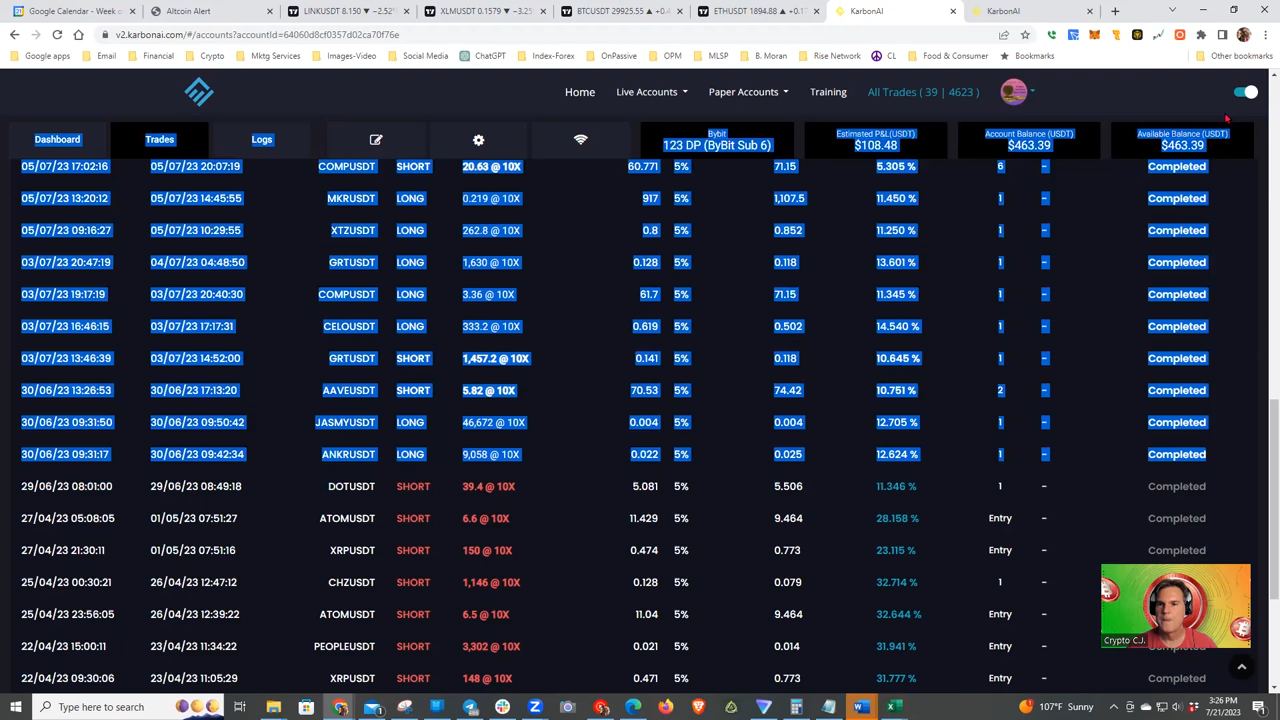 Google Calendar - Week o
Altcoin Alert
LINKUSDT 8.150 ▼ −2.52
XLMUSDT 0.1579 ▼ −3.25
BTCUSDT 29925.55 ▲ +0.4
ETHUSDT 1894.88 ▲ +0.1
KarbonAI
KarbonAI
v2.karbonai.com/#/accounts?accountId=64060d8cf0357d02ca70f76e
Google apps
Email
Financial
Crypto
Mktg Services
Images-Video
Social Media
ChatGPT
Index-Forex
OnPassive
OPM
MLSP
B. Moran
Rise Network
CL
Food & Consumer
Bookmarks
Other bookmarks
Home Live Accounts Paper Accounts Training All Trades ( 39 | 4623 )
Dashboard Trades Logs
Bybit
123 DP (ByBit Sub 6)
Estimated P&L(USDT)
$108.48
Account Balance (USDT)
$463.39
Available Balance (USDT)
$463.39
05/07/23 17:02:16 05/07/23 20:07:19 COMPUSDT SHORT 20.63 @ 10X 60.771 5% 71.15 5.305 % 6 - Completed
05/07/23 13:20:12 05/07/23 14:45:55 MKRUSDT LONG 0.219 @ 10X 917 5% 1,107.5 11.450 % 1 - Completed
05/07/23 09:16:27 05/07/23 10:29:55 XTZUSDT LONG 262.8 @ 10X 0.8 5% 0.852 11.250 % 1 - Completed
03/07/23 20:47:19 04/07/23 04:48:50 GRTUSDT LONG 1,630 @ 10X 0.128 5% 0.118 13.601 % 1 - Completed
03/07/23 19:17:19 03/07/23 20:40:30 COMPUSDT LONG 3.36 @ 10X 61.7 5% 71.15 11.345 % 1 - Completed
03/07/23 16:46:15 03/07/23 17:17:31 CELOUSDT LONG 333.2 @ 10X 0.619 5% 0.502 14.540 % 1 - Completed
03/07/23 13:46:39 03/07/23 14:52:00 GRTUSDT SHORT 1,457.2 @ 10X 0.141 5% 0.118 10.645 % 1 - Completed
30/06/23 13:26:53 30/06/23 17:13:20 AAVEUSDT SHORT 5.82 @ 10X 70.53 5% 74.42 10.751 % 2 - Completed
30/06/23 09:31:50 30/06/23 09:50:42 JASMYUSDT LONG 46,672 @ 10X 0.004 5% 0.004 12.705 % 1 - Completed
30/06/23 09:31:17 30/06/23 09:42:34 ANKRUSDT LONG 9,058 @ 10X 0.022 5% 0.025 12.624 % 1 - Completed
29/06/23 08:01:00 29/06/23 08:49:18 DOTUSDT SHORT 39.4 @ 10X 5.081 5% 5.506 11.346 % 1 - Completed
27/04/23 05:08:05 01/05/23 07:51:27 ATOMUSDT SHORT 6.6 @ 10X 11.429 5% 9.464 28.158 % Entry - Completed
27/04/23 21:30:11 01/05/23 07:51:16 XRPUSDT SHORT 150 @ 10X 0.474 5% 0.773 23.115 % Entry - Completed
25/04/23 00:30:21 26/04/23 12:47:12 CHZUSDT SHORT 1,146 @ 10X 0.128 5% 0.079 32.714 % 1 -
25/04/23 23:56:05 26/04/23 12:39:22 ATOMUSDT SHORT 6.5 @ 10X 11.04 5% 9.464 32.644 % Entry -
22/04/23 15:00:11 23/04/23 11:34:22 PEOPLEUSDT SHORT 3,302 @ 10X 0.021 5% 0.014 31.941 % Entry -
22/04/23 09:30:06 23/04/23 11:05:29 XRPUSDT SHORT 148 @ 10X 0.471 5% 0.773 31.777 % Entry - Completed
Crypto C.J.
Type here to search
107°F Sunny
3:26 PM
7/21/2023